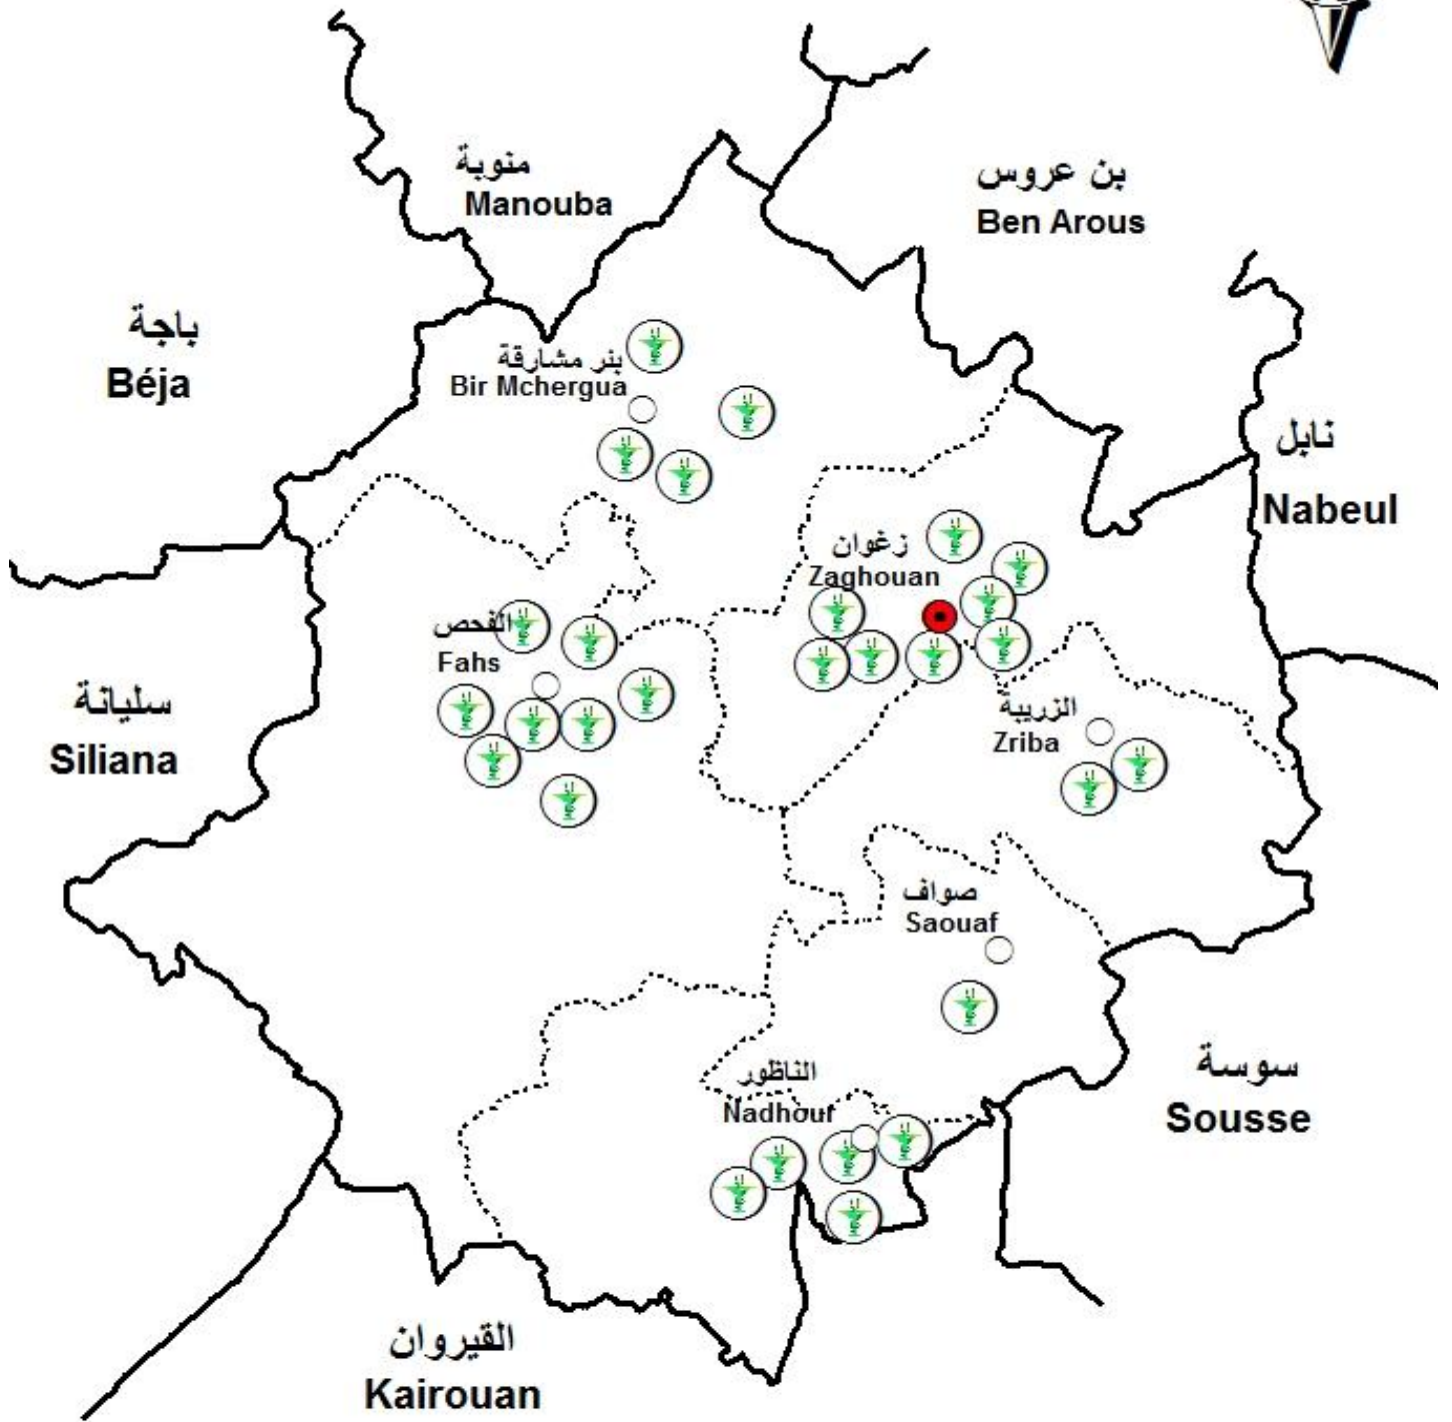 منوبة
Manouba
بن عروس
Ben Arous
باجة
Béja
بئر مشارقة
Bir Mchergua
نابل
Nabeul
زغوان
Zaghouan
الفحص
Fahs
سليانة
Siliana
الزريبة
Zriba
صواف
Saouaf
الناظور
Nadhour
سوسة
Sousse
القيروان
Kairouan